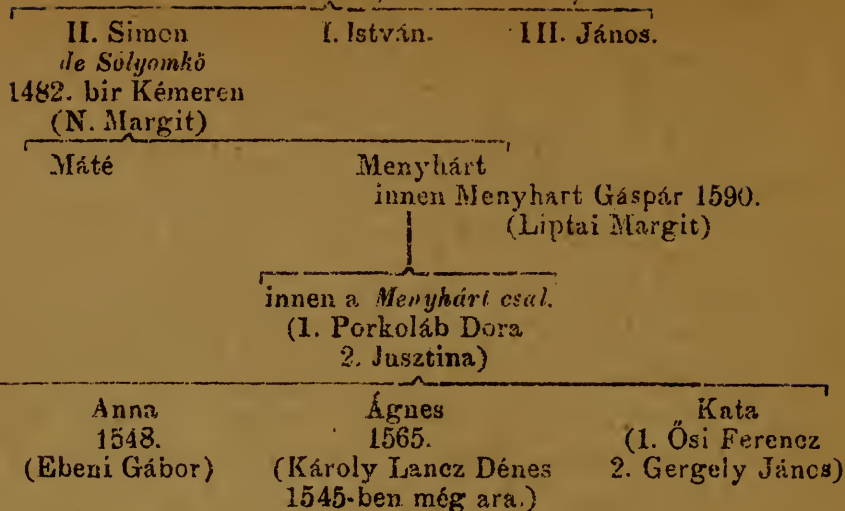 II. Simon I. István. III. János.
de Sólyomkö
1482. bir Kémeren
(N. Margit)
Máté Menyhárt
innen Menyhart Gáspár 1590.
(Liptai Margit)
innen a Menyhárt csal.
(1. Porkoláb Dora
2. Jusztina)
Anna Ágnes Kata
1548. 1565. (1. Ősi Ferencz
(Ebeni Gábor) (Károly Lancz Dénes 2. Gergely János)
1545-ben még ara.)